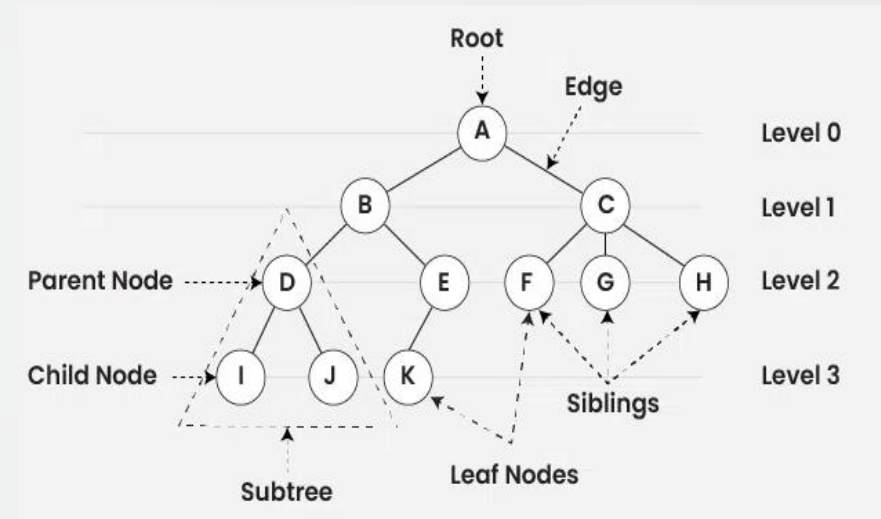 Root
Edge
A
Level 0
B
C
Level 1
Parent Node
D
E
F
G
H
Level 2
Child Node
I
J
K
Level 3
Siblings
Leaf Nodes
Subtree